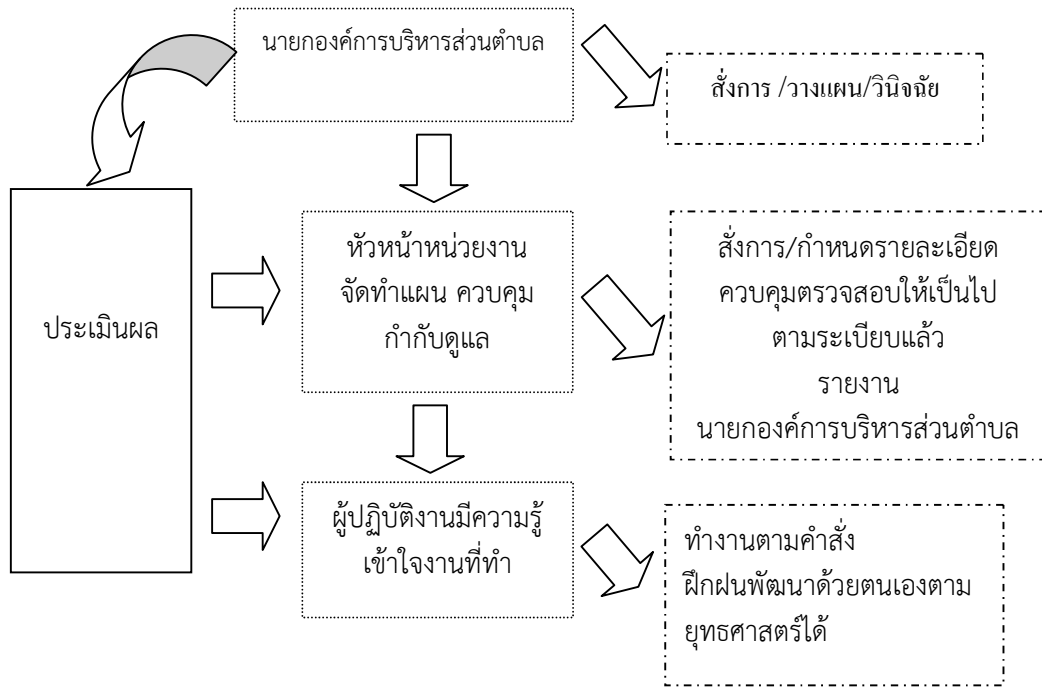 นายกองค์การบริหารส่วนตำบล
สั่งการ /วางแผน/วินิจฉัย
ประเมินผล
หัวหน้าหน่วยงาน
จัดทำแผน ควบคุม
กำกับดูแล
สั่งการ/กำหนดรายละเอียด
ควบคุมตรวจสอบให้เป็นไป
ตามระเบียบแล้ว
รายงาน
นายกองค์การบริหารส่วนตำบล
ผู้ปฏิบัติงานมีความรู้
เข้าใจงานที่ทำ
ทำงานตามคำสั่ง
ฝึกฝนพัฒนาด้วยตนเองตาม
ยุทธศาสตร์ได้